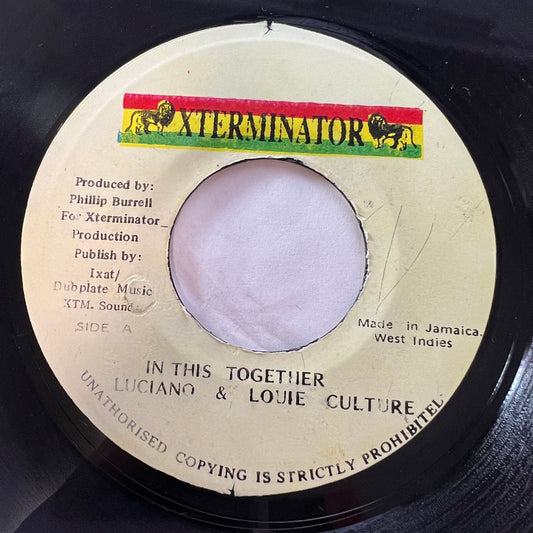 XTERMINATOR
Produced by:
Phillip Burrell
For Xterminator
Production
Publish by:
Ixat/
Dubplate Music
XTM. Sound
SIDE A
Made in Jamaica.
West Indies
IN THIS TOGETHER
LUCIANO & LOUIE CULTURE
UNATHORISED COPYING IS STRICTLY PROHIBITEL